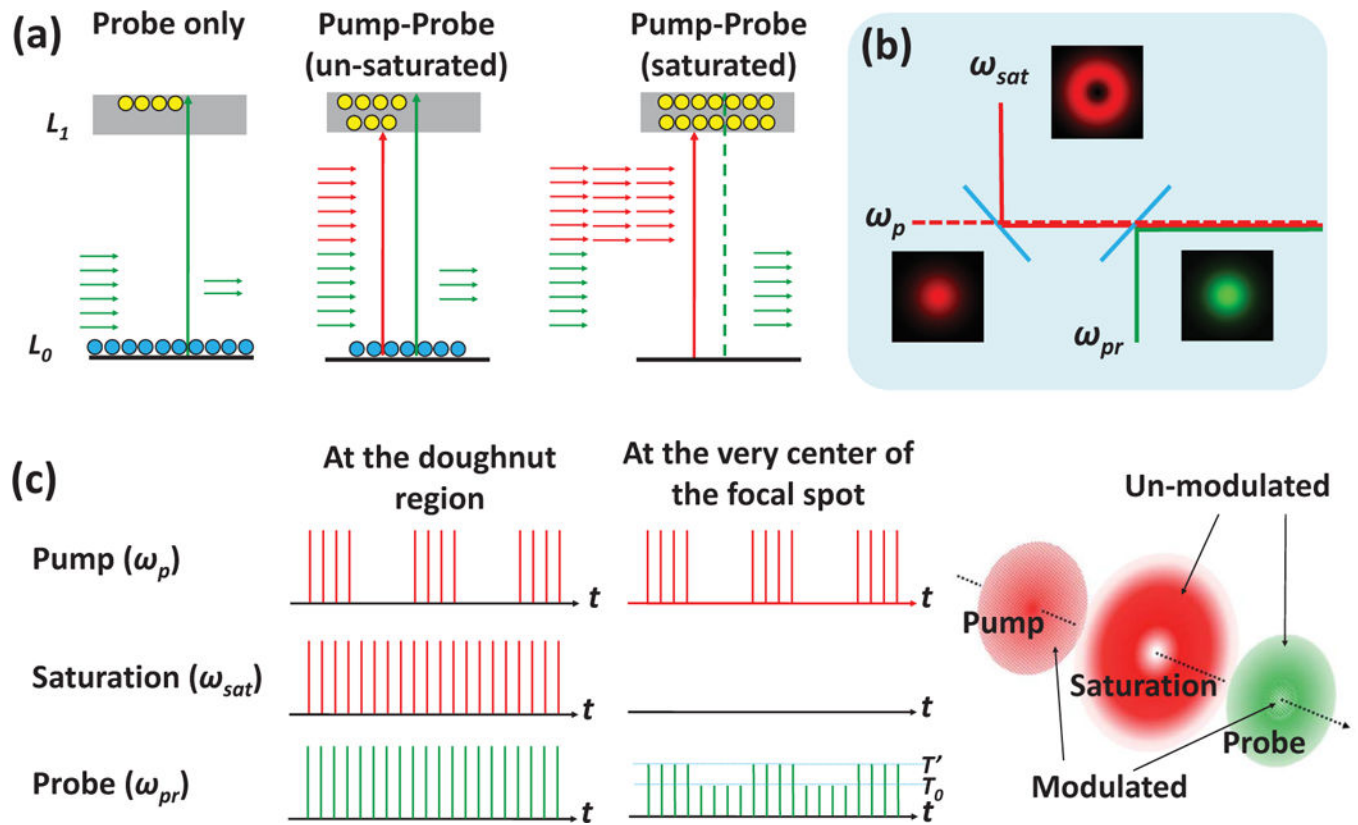 (a)
Probe only
Pump-Probe
(un-saturated)
Pump-Probe
(saturated)
L1
L0
(b)
ωsat
ωp
ωpr
(c)
At the doughnut
region
At the very center of
the focal spot
Un-modulated
Pump (ωp)
t
t
Pump
Saturation (ωsat)
t
t
Saturation
Probe (ωpr)
t
T'
T0
t
Probe
Modulated